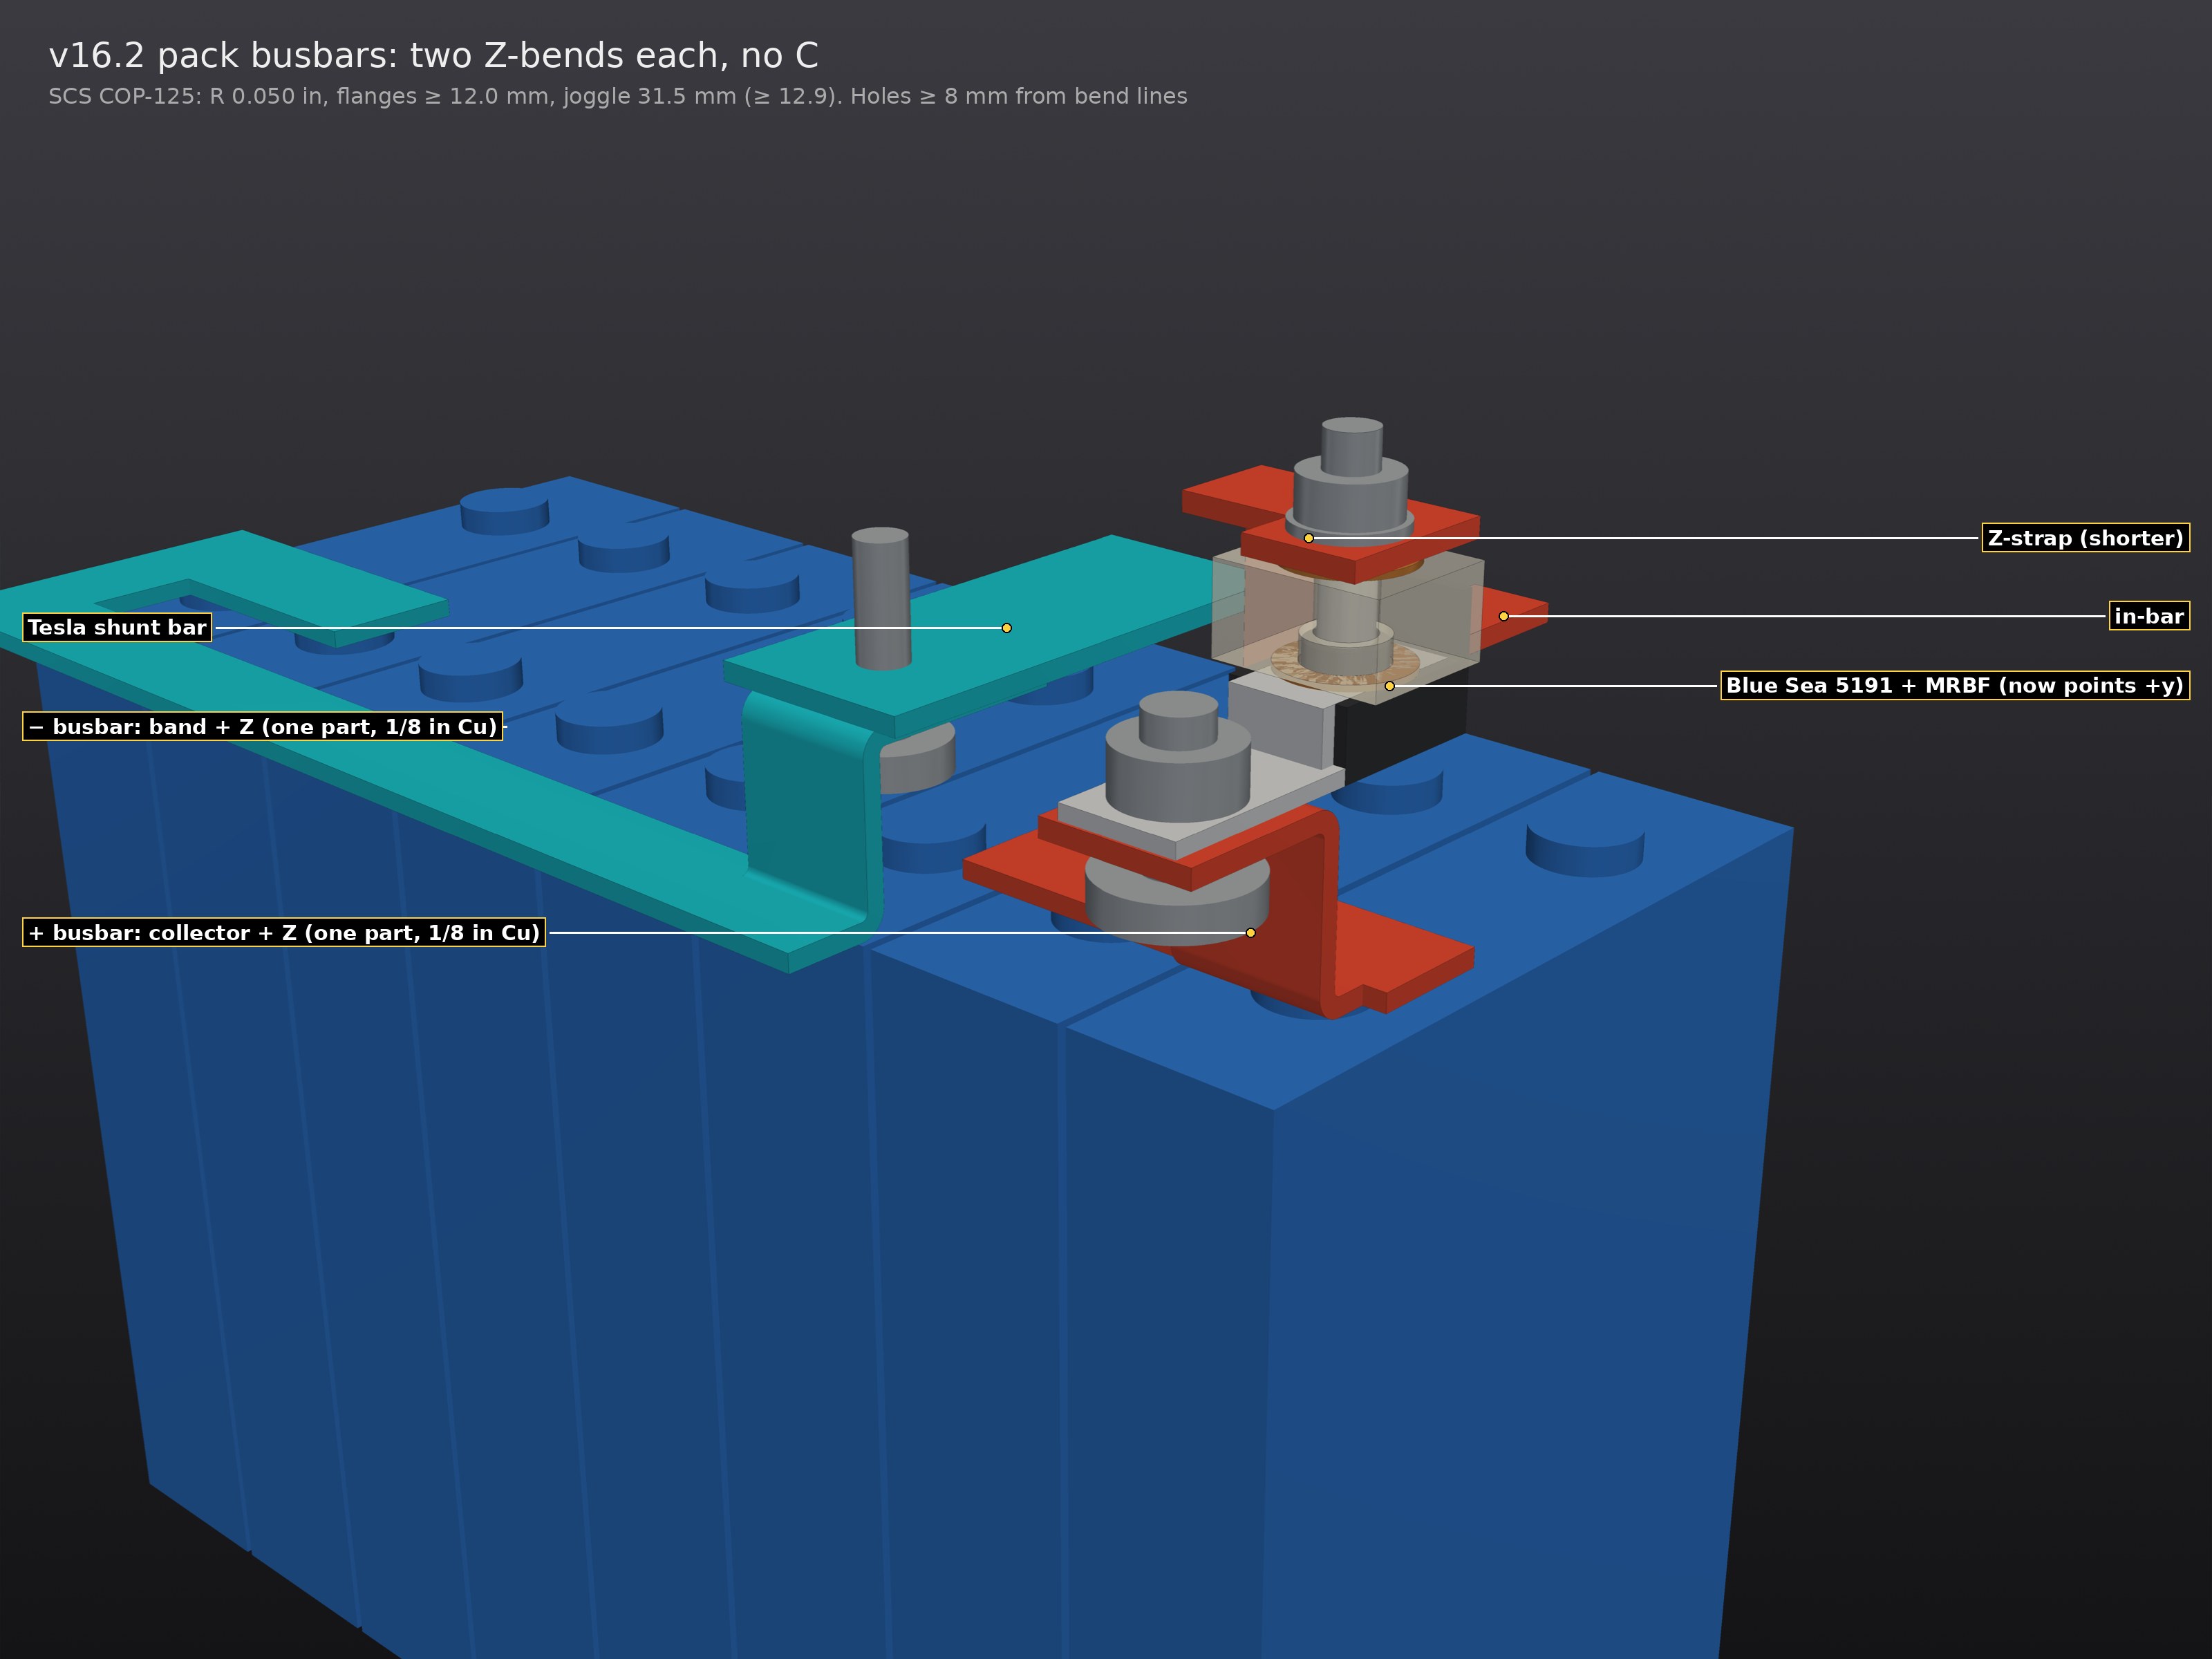 v16.2 pack busbars: two Z-bends each, no C
SCS COP-125: R 0.050 in, flanges ≥ 12.0 mm, joggle 31.5 mm (≥ 12.9). Holes ≥ 8 mm from bend lines
Z-strap (shorter)
in-bar
Tesla shunt bar
Blue Sea 5191 + MRBF (now points +y)
− busbar: band + Z (one part, 1/8 in Cu)
+ busbar: collector + Z (one part, 1/8 in Cu)